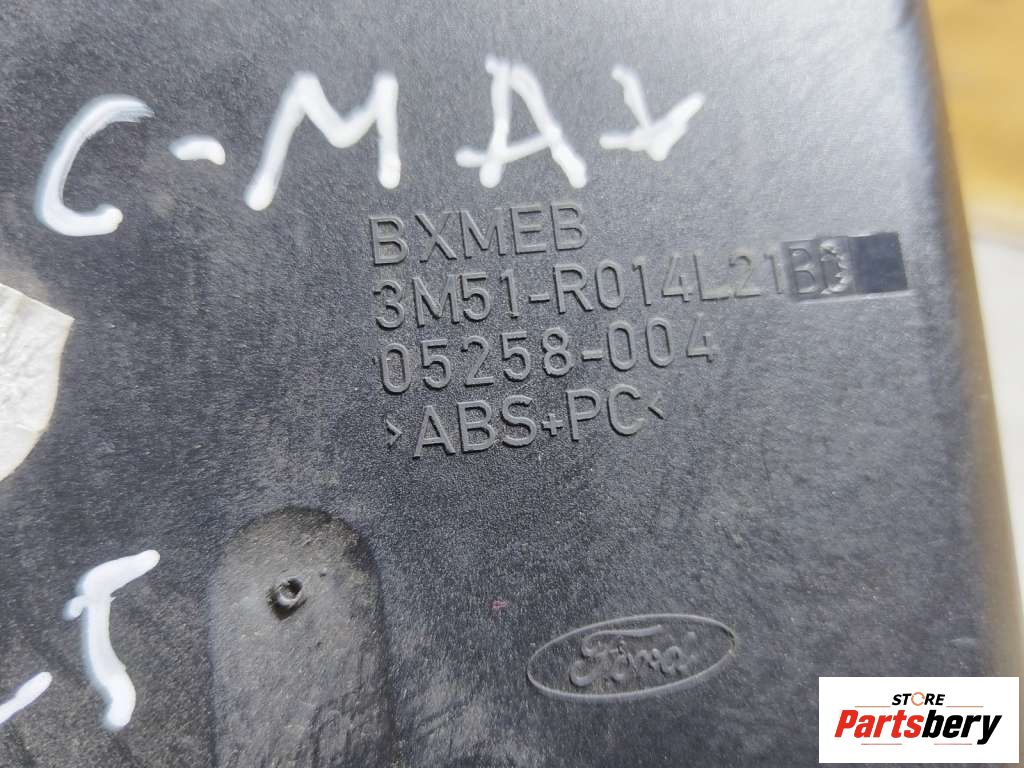 C-MAX
BXMEB
3M51-R014L21
05258-004
>ABS+PC<
Ford
STORE
Partsbery